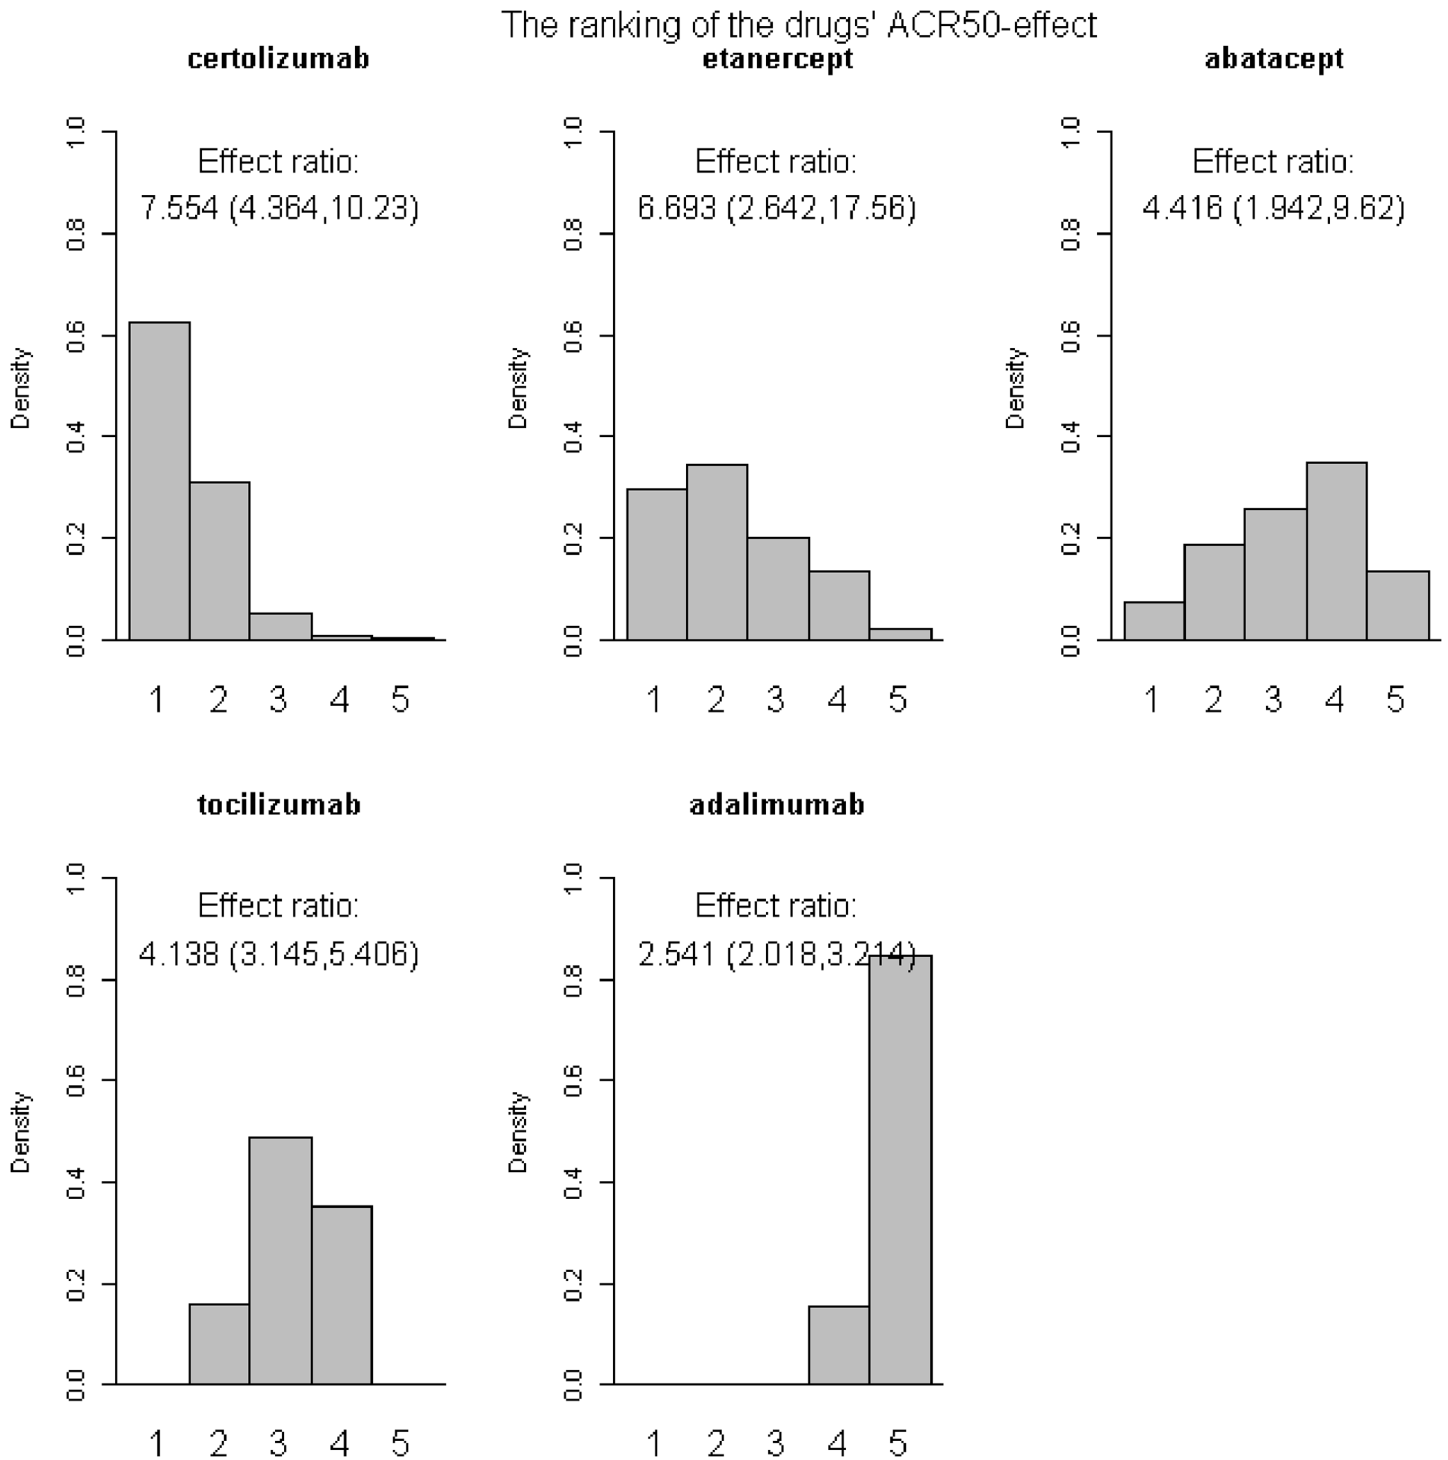 The ranking of the drugs' ACR50-effect
certolizumab
Effect ratio:
7.554 (4.364,10.23)
Density
0.0 0.2 0.4 0.6 0.8 1.0
1 2 3 4 5
etanercept
Effect ratio:
6.693 (2.642,17.56)
Density
0.0 0.2 0.4 0.6 0.8 1.0
1 2 3 4 5
abatacept
Effect ratio:
4.416 (1.942,9.62)
Density
0.0 0.2 0.4 0.6 0.8 1.0
1 2 3 4 5
tocilizumab
Effect ratio:
4.138 (3.145,5.406)
Density
0.0 0.2 0.4 0.6 0.8 1.0
1 2 3 4 5
adalimumab
Effect ratio:
2.541 (2.018,3.214)
Density
0.0 0.2 0.4 0.6 0.8 1.0
1 2 3 4 5